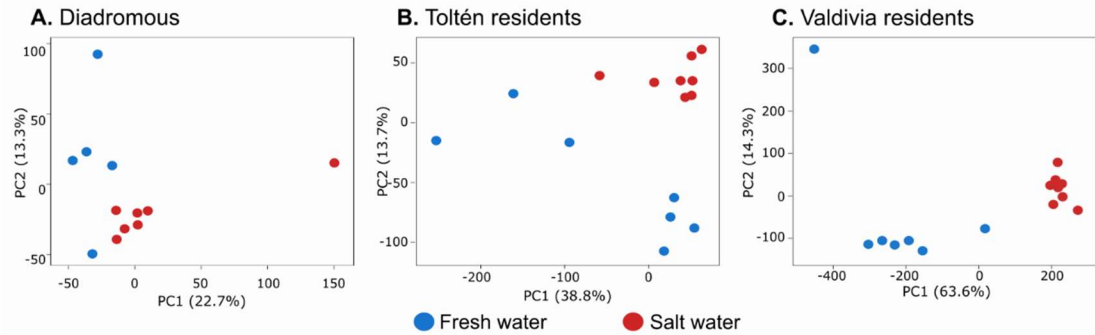 A. Diadromous
100
50
0
-50
PC2 (13.3%)
-50 0 50 100 150
PC1 (22.7%)
B. Toltén residents
50
0
-50
-100
PC2 (13.7%)
-200 -100 0
PC1 (38.8%)
C. Valdivia residents
300
200
100
0
-100
PC2 (14.3%)
-400 -200 0 200
PC1 (63.6%)
Fresh water Salt water